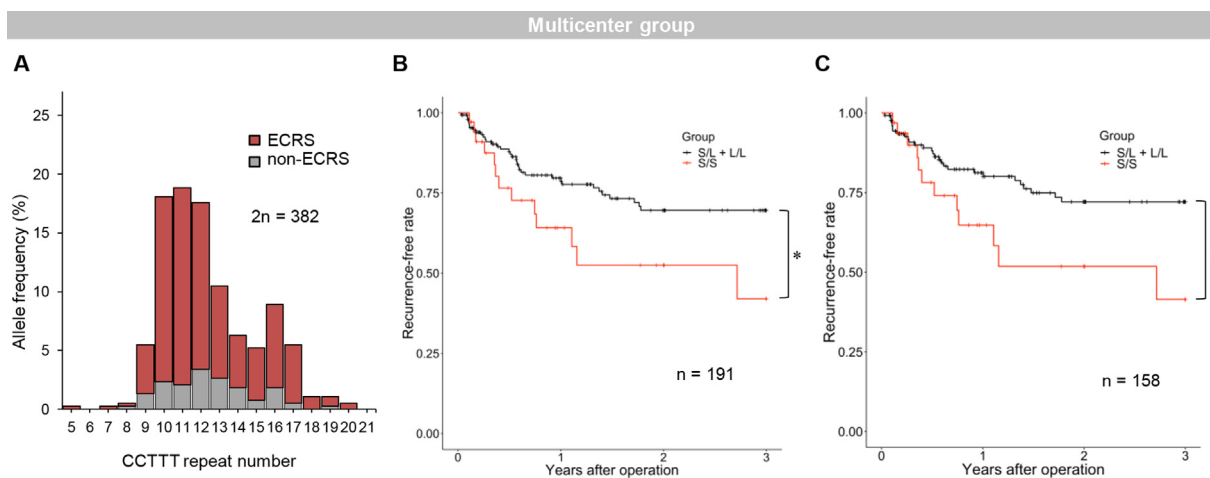 Multicenter group
A
25
20
15
10
5
0
Allele frequency (%)
ECRS
non-ECRS
2n = 382
5 6 7 8 9 10 11 12 13 14 15 16 17 18 19 20 21
CCTTT repeat number
B
1.00
0.75
0.50
0.25
0.00
Recurrence-free rate
Group
S/L + L/L
S/S
*
n = 191
0 1 2 3
Years after operation
C
1.00
0.75
0.50
0.25
0.00
Recurrence-free rate
Group
S/L + L/L
S/S
n = 158
0 1 2 3
Years after operation